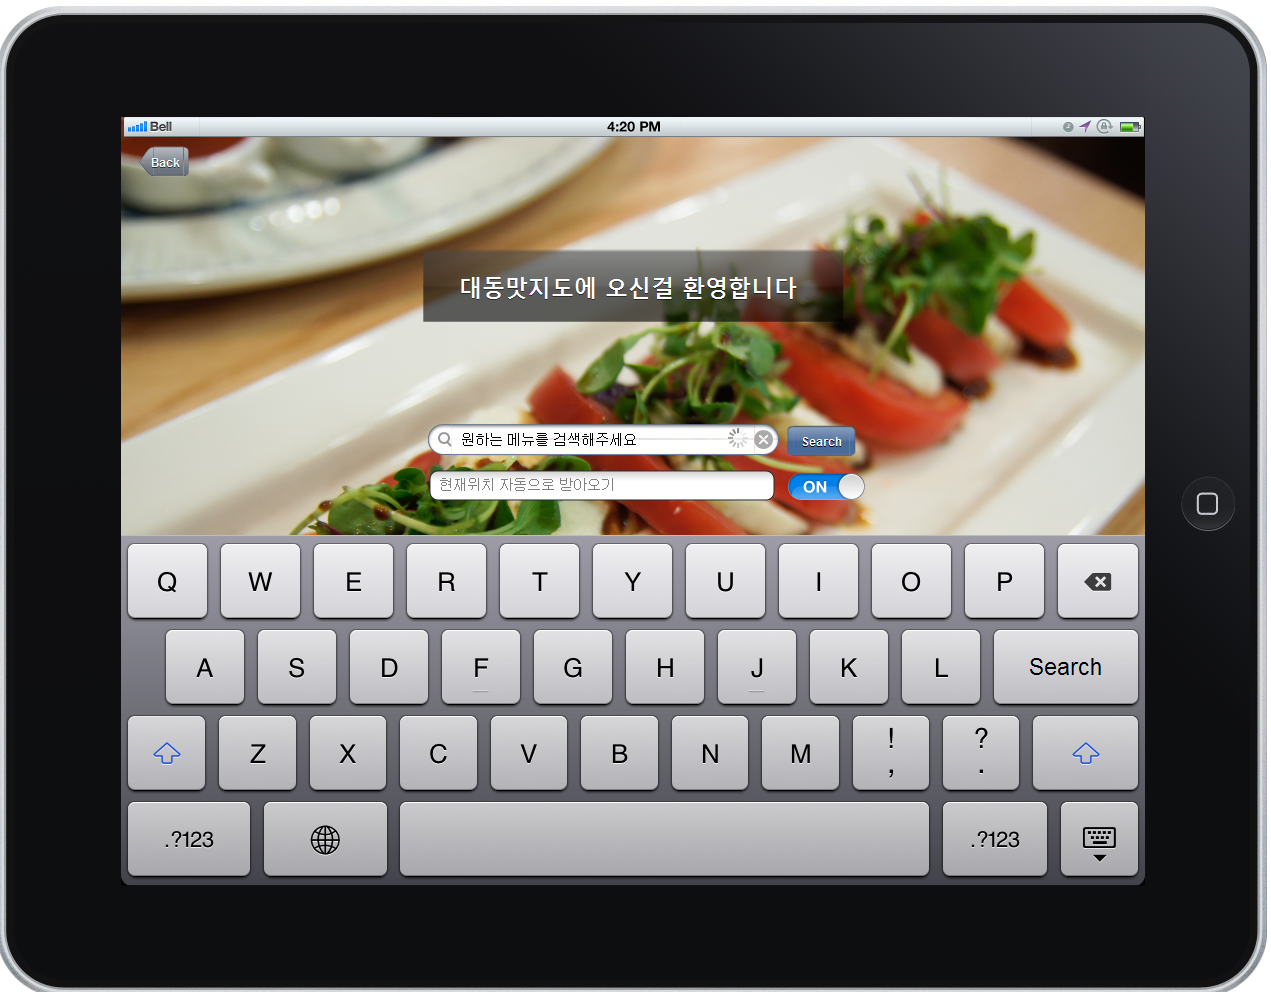 Bell
4:20 PM
Back
대동맛지도에 오신걸 환영합니다
원하는 메뉴를 검색해주세요
Search
현재위치 자동으로 받아오기
ON
Q W E R T Y U I O P
A S D F G H J K L Search
Z X C V B N M ! , ? .
.?123 .?123